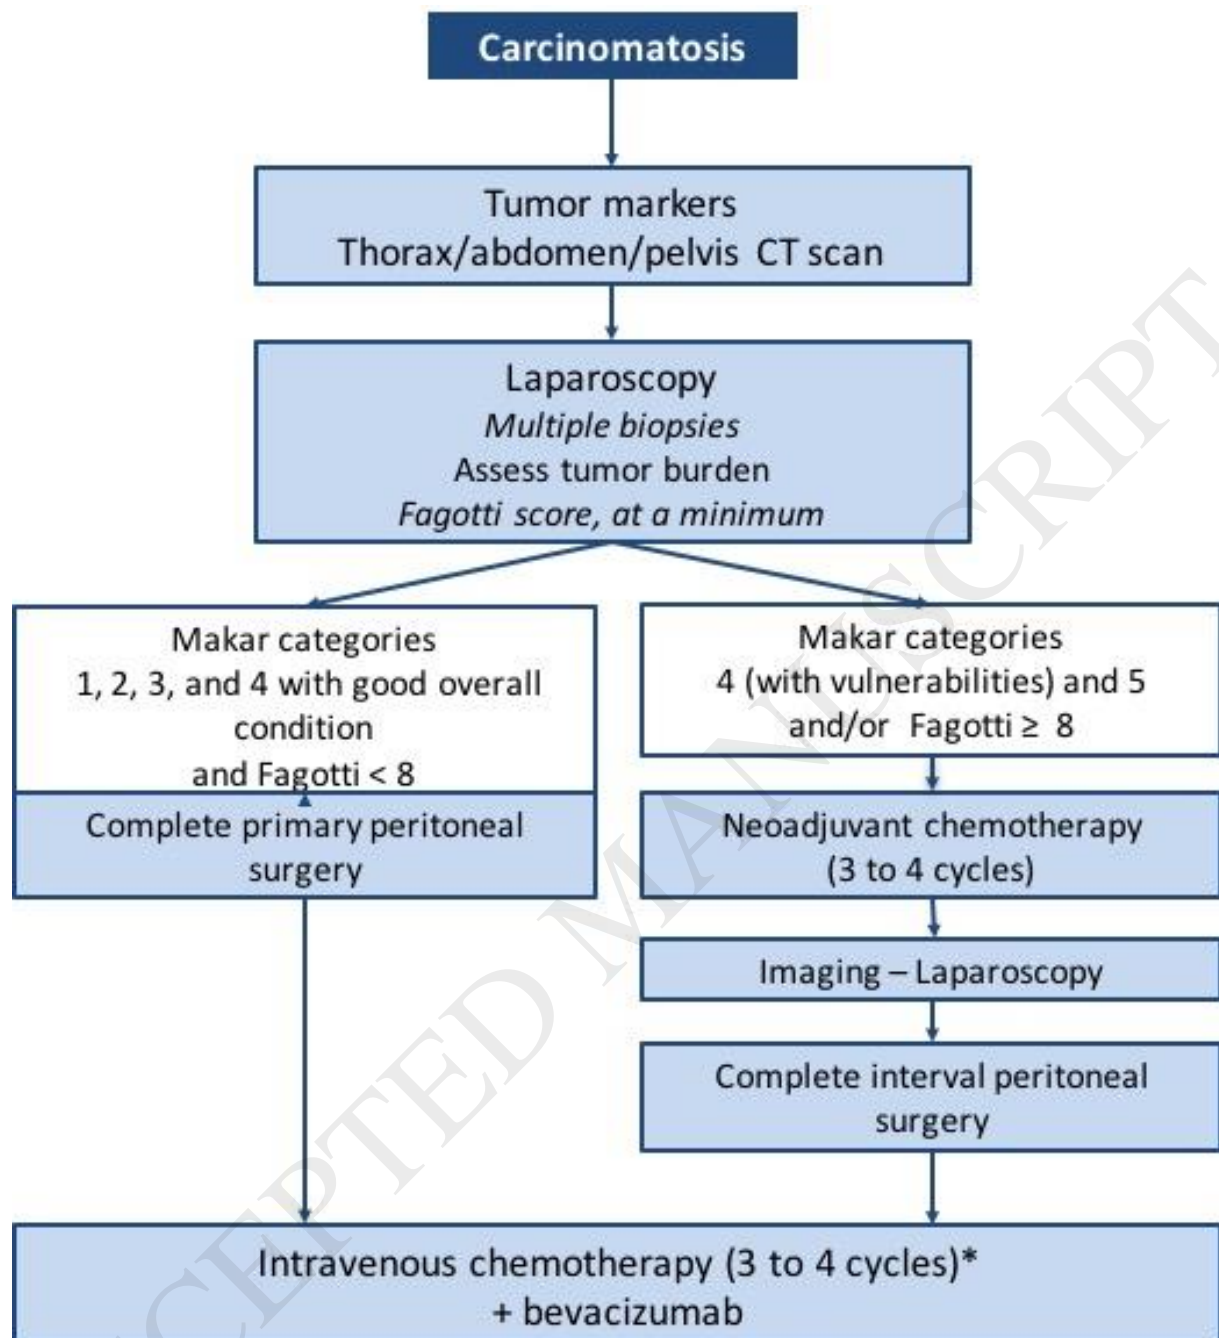 Carcinomatosis
Tumor markers
Thorax/abdomen/pelvis CT scan
Laparoscopy
Multiple biopsies
Assess tumor burden
Fagotti score, at a minimum
Makar categories
1, 2, 3, and 4 with good overall
condition
and Fagotti < 8
Complete primary peritoneal
surgery
Makar categories
4 (with vulnerabilities) and 5
and/or Fagotti ≥ 8
Neoadjuvant chemotherapy
(3 to 4 cycles)
Imaging – Laparoscopy
Complete interval peritoneal
surgery
Intravenous chemotherapy (3 to 4 cycles)*
+ bevacizumab
CEPTED MANUSCRIPT